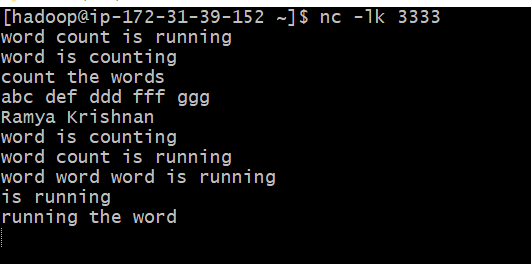 [hadoop@ip-172-31-39-152 ~]$ nc -lk 3333
word count is running
word is counting
count the words
abc def ddd fff ggg
Ramya Krishnan
word is counting
word count is running
word word word is running
is running
running the word